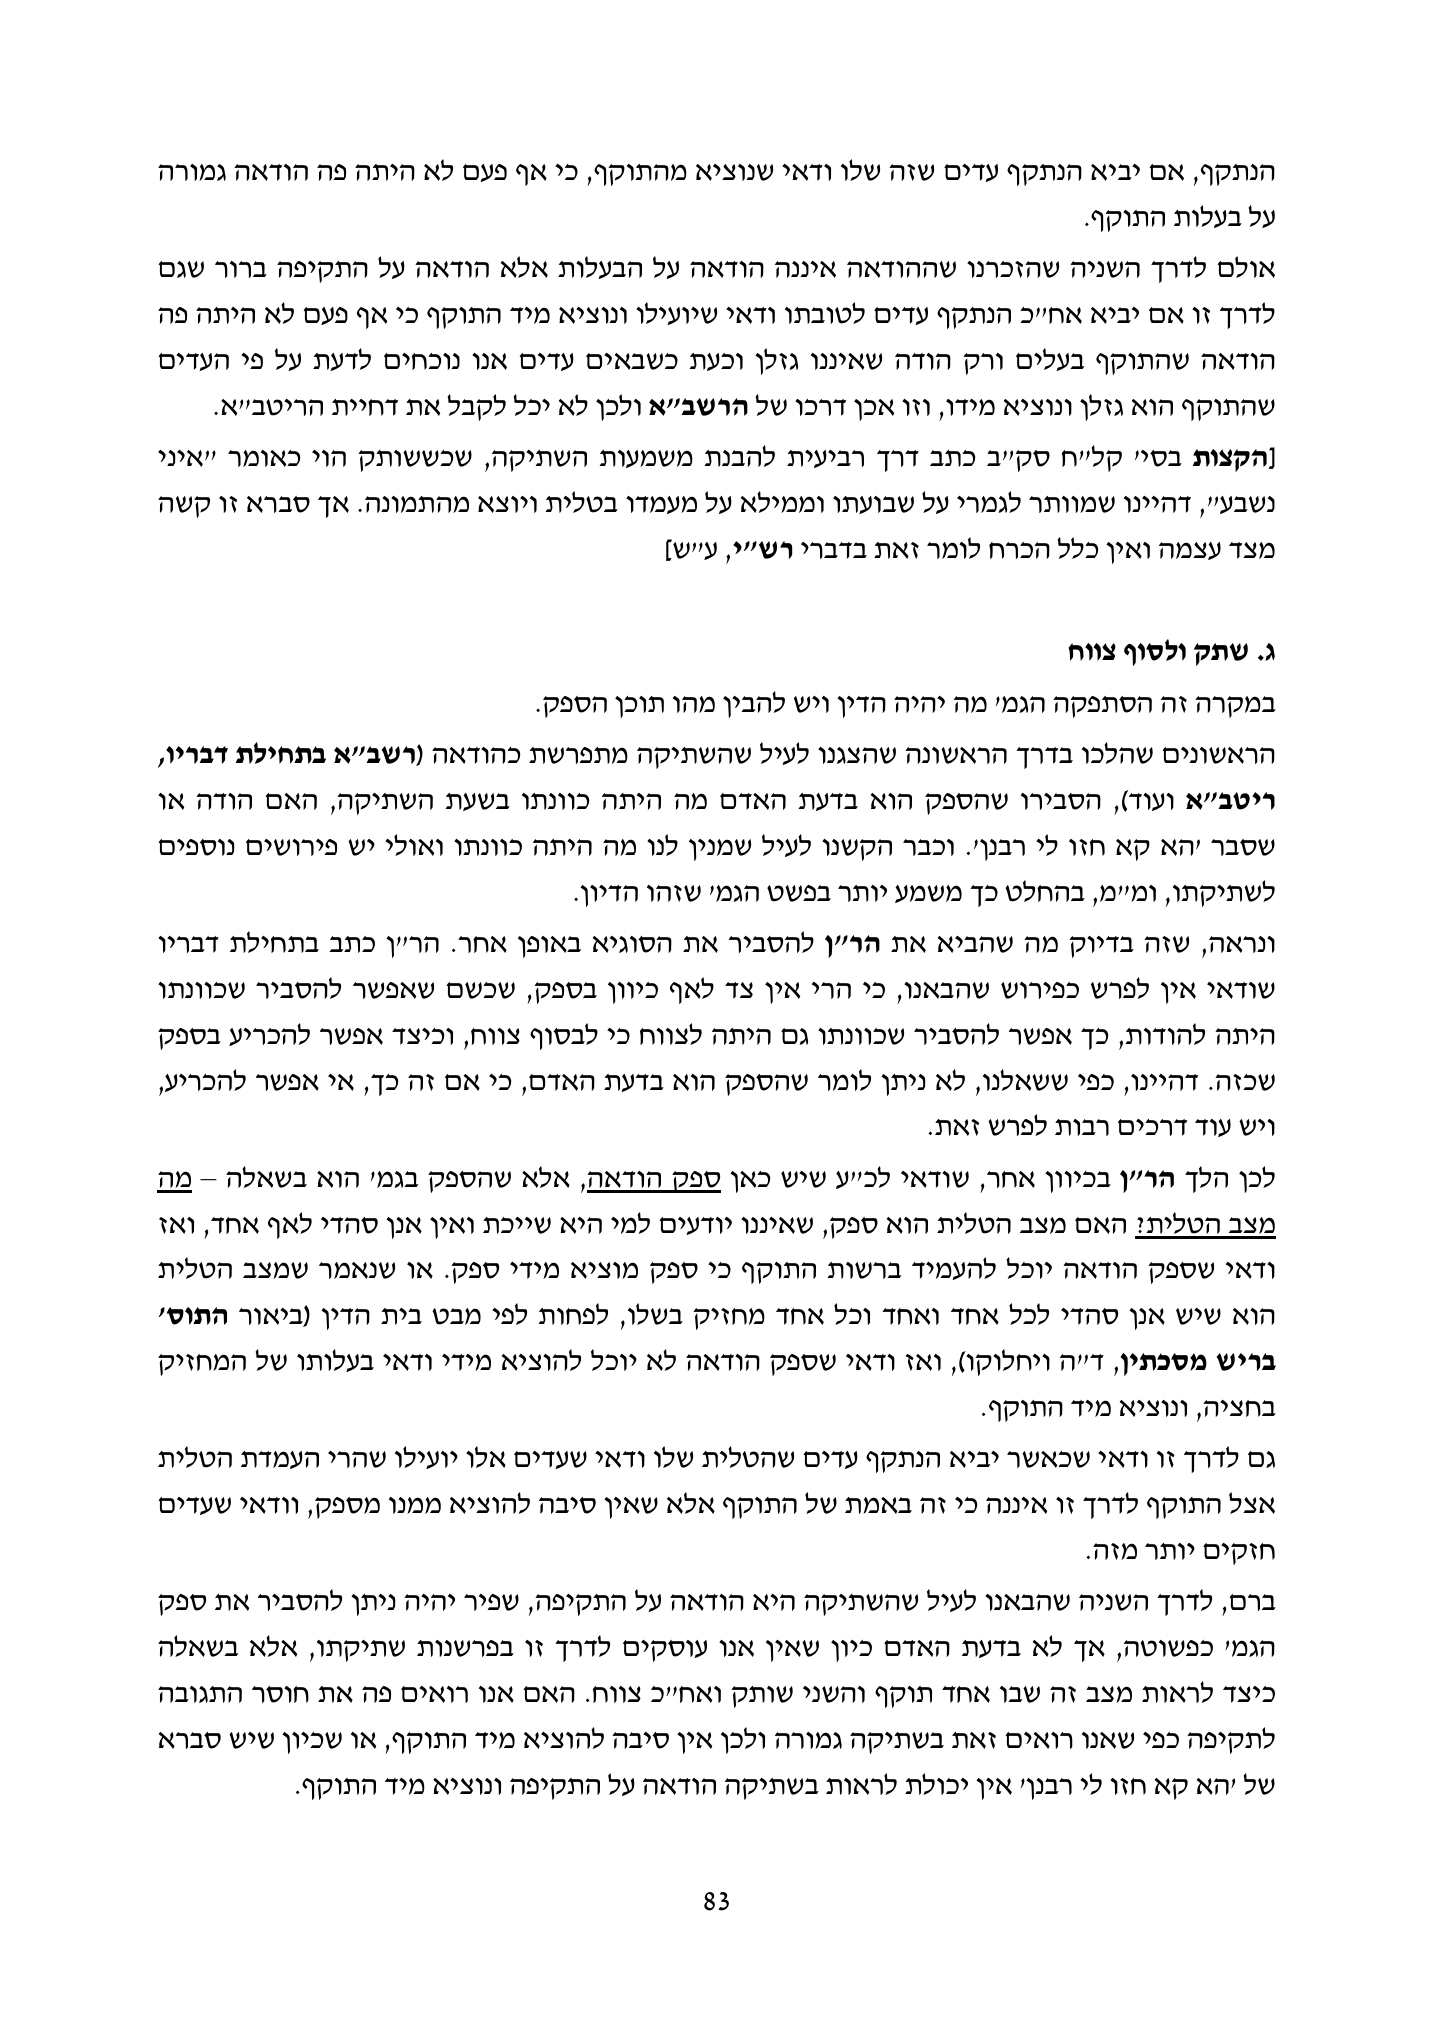 הנתקף, אם יביא הנתקף עדים שזה שלו ודאי שנוציא מהתוקף, כי אף פעם לא היתה פה הודאה גמורה
על בעלות התוקף.
אולם לדרך השניה שהזכרנו שההודאה איננה הודאה על הבעלות אלא הודאה על התקיפה ברור שגם
לדרך זו אם יביא אח״כ הנתקף עדים לטובתו ודאי שיועילו ונוציא מיד התוקף כי אף פעם לא היתה פה
הודאה שהתוקף בעלים ורק הודה שאיננו גזלן וכעת כשבאים עדים אנו נוכחים לדעת על פי העדים
שהתוקף הוא גזלן ונוציא מידו, וזו אכן דרכו של הרשב״א ולכן לא יכל לקבל את דחיית הריטב״א.
[הקצות בסי׳ קל״ח סק״ב כתב דרך רביעית להבנת משמעות השתיקה, שכששותק הוי כאומר ״איני
נשבע״, דהיינו שמוותר לגמרי על שבועתו וממילא על מעמדו בטלית ויוצא מהתמונה. אך סברא זו קשה
מצד עצמה ואין כלל הכרח לומר זאת בדברי רש״י, ע״ש]
ג. שתק ולסוף צווח
במקרה זה הסתפקה הגמ׳ מה יהיה הדין ויש להבין מהו תוכן הספק.
הראשונים שהלכו בדרך הראשונה שהצגנו לעיל שהשתיקה מתפרשת כהודאה (רשב״א בתחילת דבריו,
ריטב״א ועוד), הסבירו שהספק הוא בדעת האדם מה היתה כוונתו בשעת השתיקה, האם הודה או
שסבר ׳הא קא חזו לי רבנן׳. וכבר הקשנו לעיל שמנין לנו מה היתה כוונתו ואולי יש פירושים נוספים
לשתיקתו, ומ״מ, בהחלט כך משמע יותר בפשט הגמ׳ שזהו הדיון.
ונראה, שזה בדיוק מה שהביא את הר״ן להסביר את הסוגיא באופן אחר. הר״ן כתב בתחילת דבריו
שודאי אין לפרש כפירוש שהבאנו, כי הרי אין צד לאף כיוון בספק, שכשם שאפשר להסביר שכוונתו
היתה להודות, כך אפשר להסביר שכוונתו גם היתה לצווח כי לבסוף צווח, וכיצד אפשר להכריע בספק
שכזה. דהיינו, כפי ששאלנו, לא ניתן לומר שהספק הוא בדעת האדם, כי אם זה כך, אי אפשר להכריע,
ויש עוד דרכים רבות לפרש זאת.
לכן הלך הר״ן בכיוון אחר, שודאי לכ״ע שיש כאן ספק הודאה, אלא שהספק בגמ׳ הוא בשאלה – מה
מצב הטלית? האם מצב הטלית הוא ספק, שאיננו יודעים למי היא שייכת ואין אנן סהדי לאף אחד, ואז
ודאי שספק הודאה יוכל להעמיד ברשות התוקף כי ספק מוציא מידי ספק. או שנאמר שמצב הטלית
הוא שיש אנן סהדי לכל אחד ואחד וכל אחד מחזיק בשלו, לפחות לפי מבט בית הדין (ביאור התוס׳
בריש מסכתין, ד״ה ויחלוקו), ואז ודאי שספק הודאה לא יוכל להוציא מידי ודאי בעלותו של המחזיק
בחציה, ונוציא מיד התוקף.
גם לדרך זו ודאי שכאשר יביא הנתקף עדים שהטלית שלו ודאי שעדים אלו יועילו שהרי העמדת הטלית
אצל התוקף לדרך זו איננה כי זה באמת של התוקף אלא שאין סיבה להוציא ממנו מספק, וודאי שעדים
חזקים יותר מזה.
ברם, לדרך השניה שהבאנו לעיל שהשתיקה היא הודאה על התקיפה, שפיר יהיה ניתן להסביר את ספק
הגמ׳ כפשוטה, אך לא בדעת האדם כיון שאין אנו עוסקים לדרך זו בפרשנות שתיקתו, אלא בשאלה
כיצד לראות מצב זה שבו אחד תוקף והשני שותק ואח״כ צווח. האם אנו רואים פה את חוסר התגובה
לתקיפה כפי שאנו רואים זאת בשתיקה גמורה ולכן אין סיבה להוציא מיד התוקף, או שכיון שיש סברא
של ׳הא קא חזו לי רבנן׳ אין יכולת לראות בשתיקה הודאה על התקיפה ונוציא מיד התוקף.
83